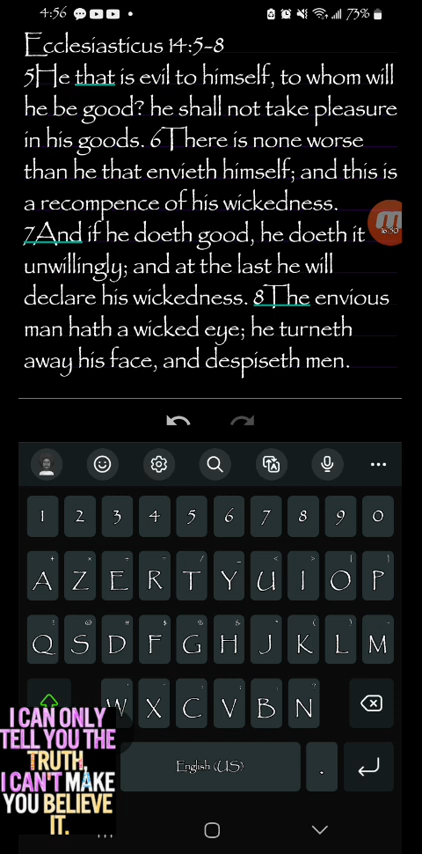 4:56 73%
Ecclesiasticus 14:5-8
5He that is evil to himself, to whom will
he be good? he shall not take pleasure
in his goods. 6There is none worse
than he that envieth himself; and this is
a recompence of his wickedness.
7And if he doeth good, he doeth it
unwillingly; and at the last he will
declare his wickedness. 8The envious
man hath a wicked eye; he turneth
away his face, and despiseth men.
1 2 3 4 5 6 7 8 9 0
A Z E R T Y U I O P
Q S D F G H J K L M
W X C V B N
English (US) .
I CAN ONLY
TELL YOU THE
TRUTH,
I CAN'T MAKE
YOU BELIEVE
IT.